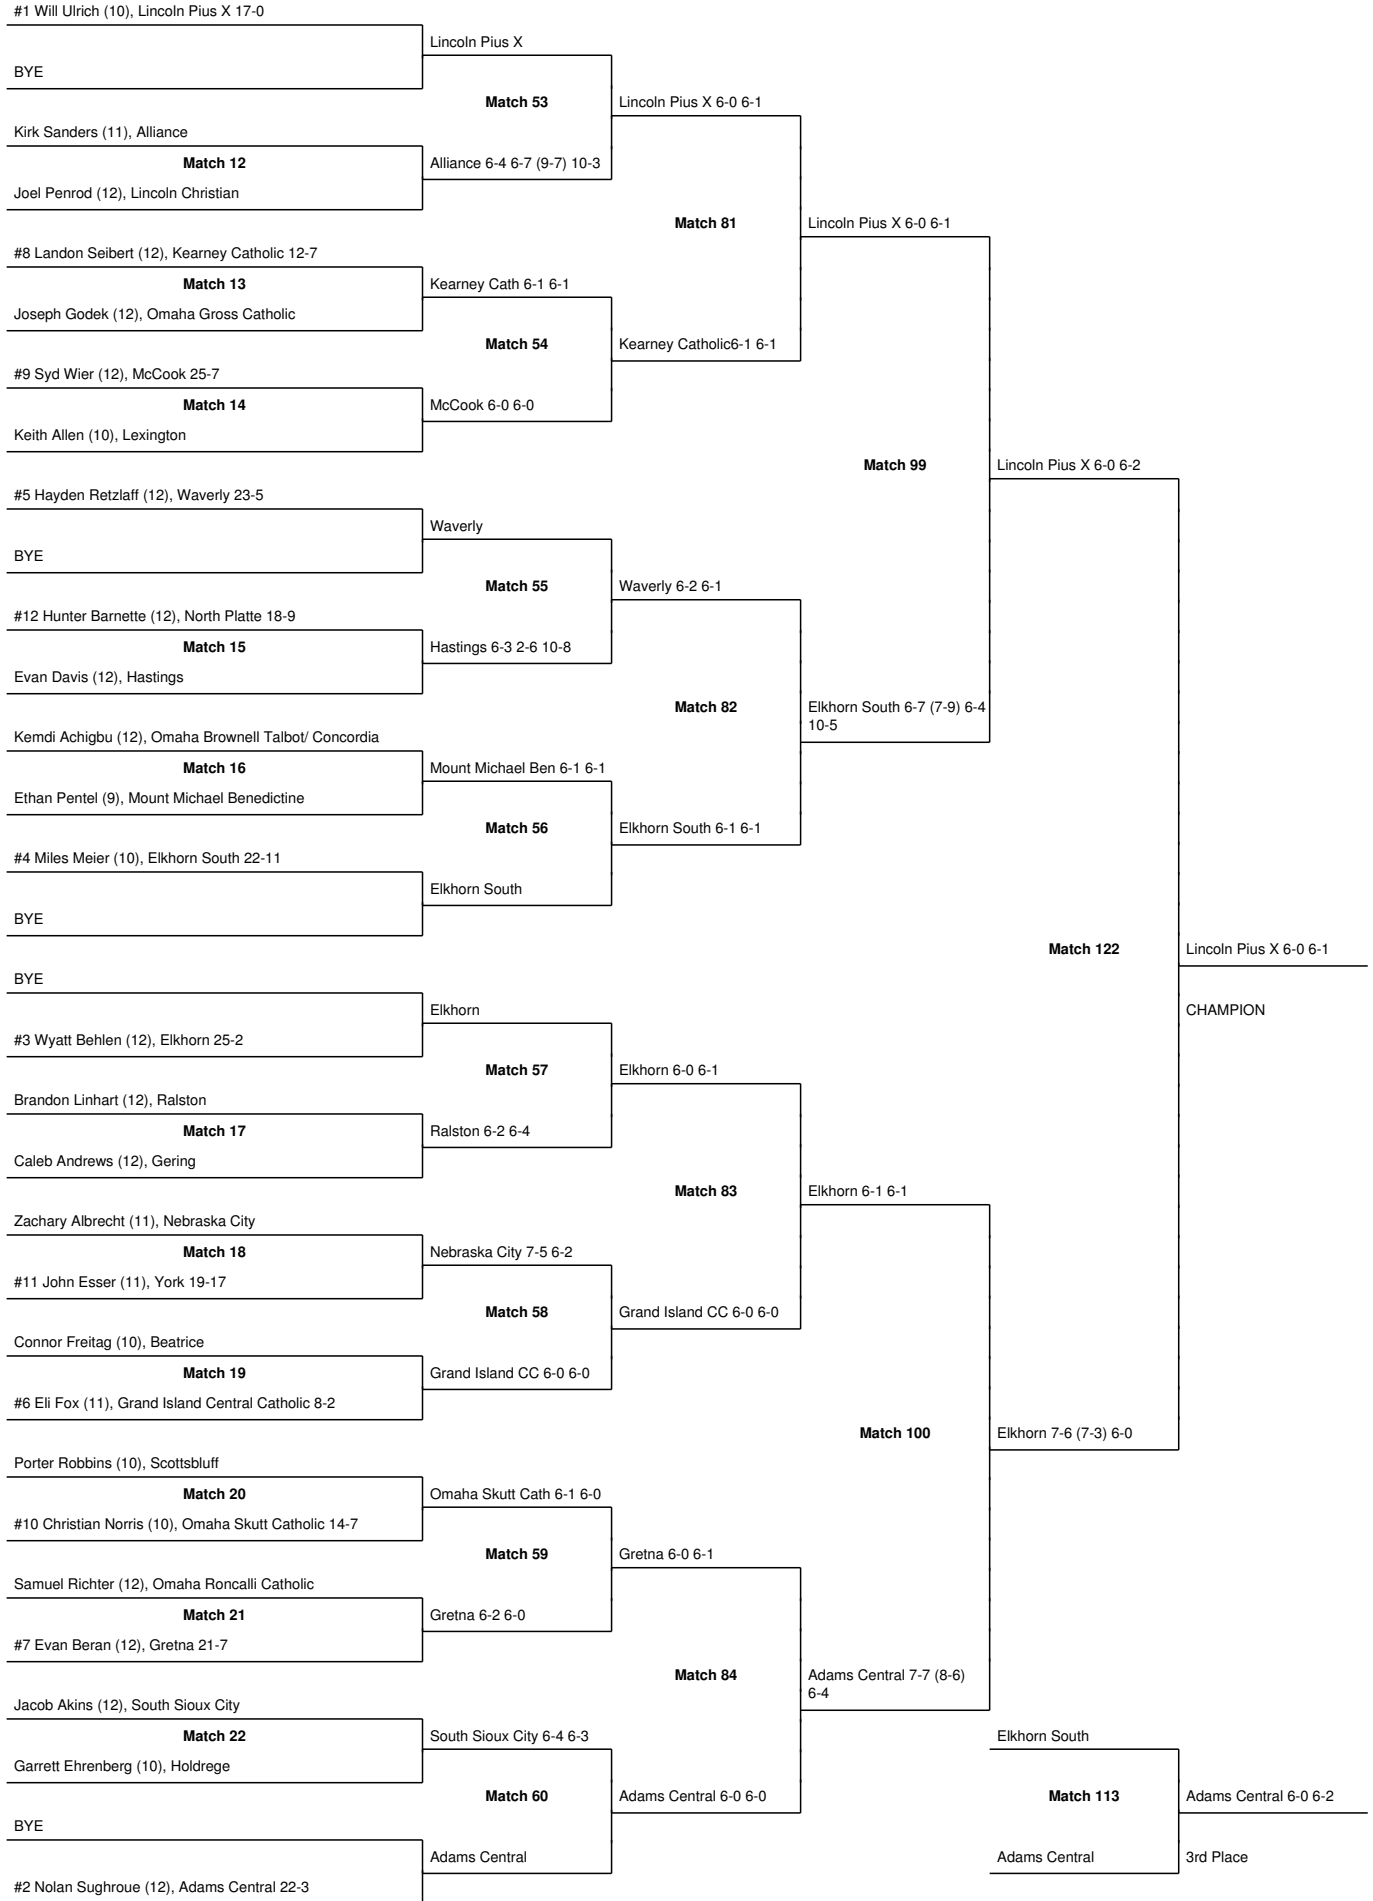 #1 Will Ulrich (10), Lincoln Pius X 17-0
Lincoln Pius X
BYE
Match 53
Lincoln Pius X 6-0 6-1
Kirk Sanders (11), Alliance
Match 12
Alliance 6-4 6-7 (9-7) 10-3
Joel Penrod (12), Lincoln Christian
Match 81
Lincoln Pius X 6-0 6-1
#8 Landon Seibert (12), Kearney Catholic 12-7
Match 13
Kearney Cath 6-1 6-1
Joseph Godek (12), Omaha Gross Catholic
Match 54
Kearney Catholic6-1 6-1
#9 Syd Wier (12), McCook 25-7
Match 14
McCook 6-0 6-0
Keith Allen (10), Lexington
Match 99
Lincoln Pius X 6-0 6-2
#5 Hayden Retzlaff (12), Waverly 23-5
Waverly
BYE
Match 55
Waverly 6-2 6-1
#12 Hunter Barnette (12), North Platte 18-9
Match 15
Hastings 6-3 2-6 10-8
Evan Davis (12), Hastings
Match 82
Elkhorn South 6-7 (7-9) 6-4
10-5
Kemdi Achigbu (12), Omaha Brownell Talbot/ Concordia
Match 16
Mount Michael Ben 6-1 6-1
Ethan Pentel (9), Mount Michael Benedictine
Match 56
Elkhorn South 6-1 6-1
#4 Miles Meier (10), Elkhorn South 22-11
Elkhorn South
BYE
Match 122
Lincoln Pius X 6-0 6-1
BYE
Elkhorn
CHAMPION
#3 Wyatt Behlen (12), Elkhorn 25-2
Match 57
Elkhorn 6-0 6-1
Brandon Linhart (12), Ralston
Match 17
Ralston 6-2 6-4
Caleb Andrews (12), Gering
Match 83
Elkhorn 6-1 6-1
Zachary Albrecht (11), Nebraska City
Match 18
Nebraska City 7-5 6-2
#11 John Esser (11), York 19-17
Match 58
Grand Island CC 6-0 6-0
Connor Freitag (10), Beatrice
Match 19
Grand Island CC 6-0 6-0
#6 Eli Fox (11), Grand Island Central Catholic 8-2
Match 100
Elkhorn 7-6 (7-3) 6-0
Porter Robbins (10), Scottsbluff
Match 20
Omaha Skutt Cath 6-1 6-0
#10 Christian Norris (10), Omaha Skutt Catholic 14-7
Match 59
Gretna 6-0 6-1
Samuel Richter (12), Omaha Roncalli Catholic
Match 21
Gretna 6-2 6-0
#7 Evan Beran (12), Gretna 21-7
Match 84
Adams Central 7-7 (8-6)
6-4
Jacob Akins (12), South Sioux City
Match 22
South Sioux City 6-4 6-3
Elkhorn South
Garrett Ehrenberg (10), Holdrege
Match 60
Adams Central 6-0 6-0
Match 113
Adams Central 6-0 6-2
BYE
Adams Central
Adams Central
3rd Place
#2 Nolan Sughroue (12), Adams Central 22-3